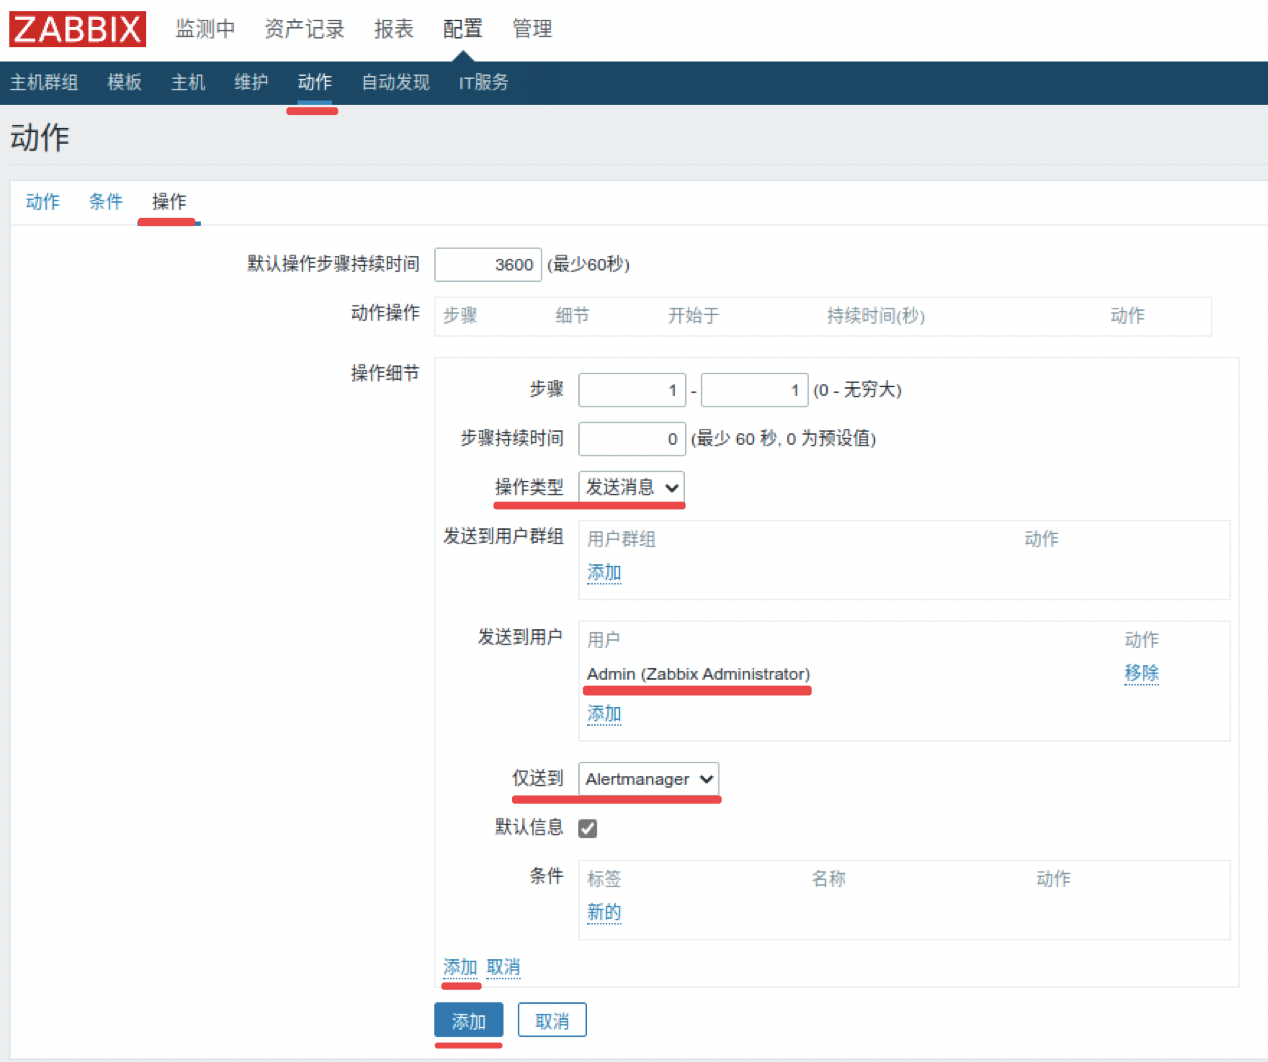 ZABBIX 监测中 资产记录 报表 配置 管理
主机群组 模板 主机 维护 动作 自动发现 IT服务
动作
动作 条件 操作
默认操作步骤持续时间 3600 (最少60秒)
动作操作 步骤 细节 开始于 持续时间(秒) 动作
操作细节
步骤 1 - 1 (0 - 无穷大)
步骤持续时间 0 (最少 60 秒, 0 为预设值)
操作类型 发送消息
发送到用户群组 用户群组 动作
添加
发送到用户 用户 动作
Admin (Zabbix Administrator) 移除
添加
仅送到 Alertmanager
默认信息
条件 标签 名称 动作
新的
添加 取消
添加 取消